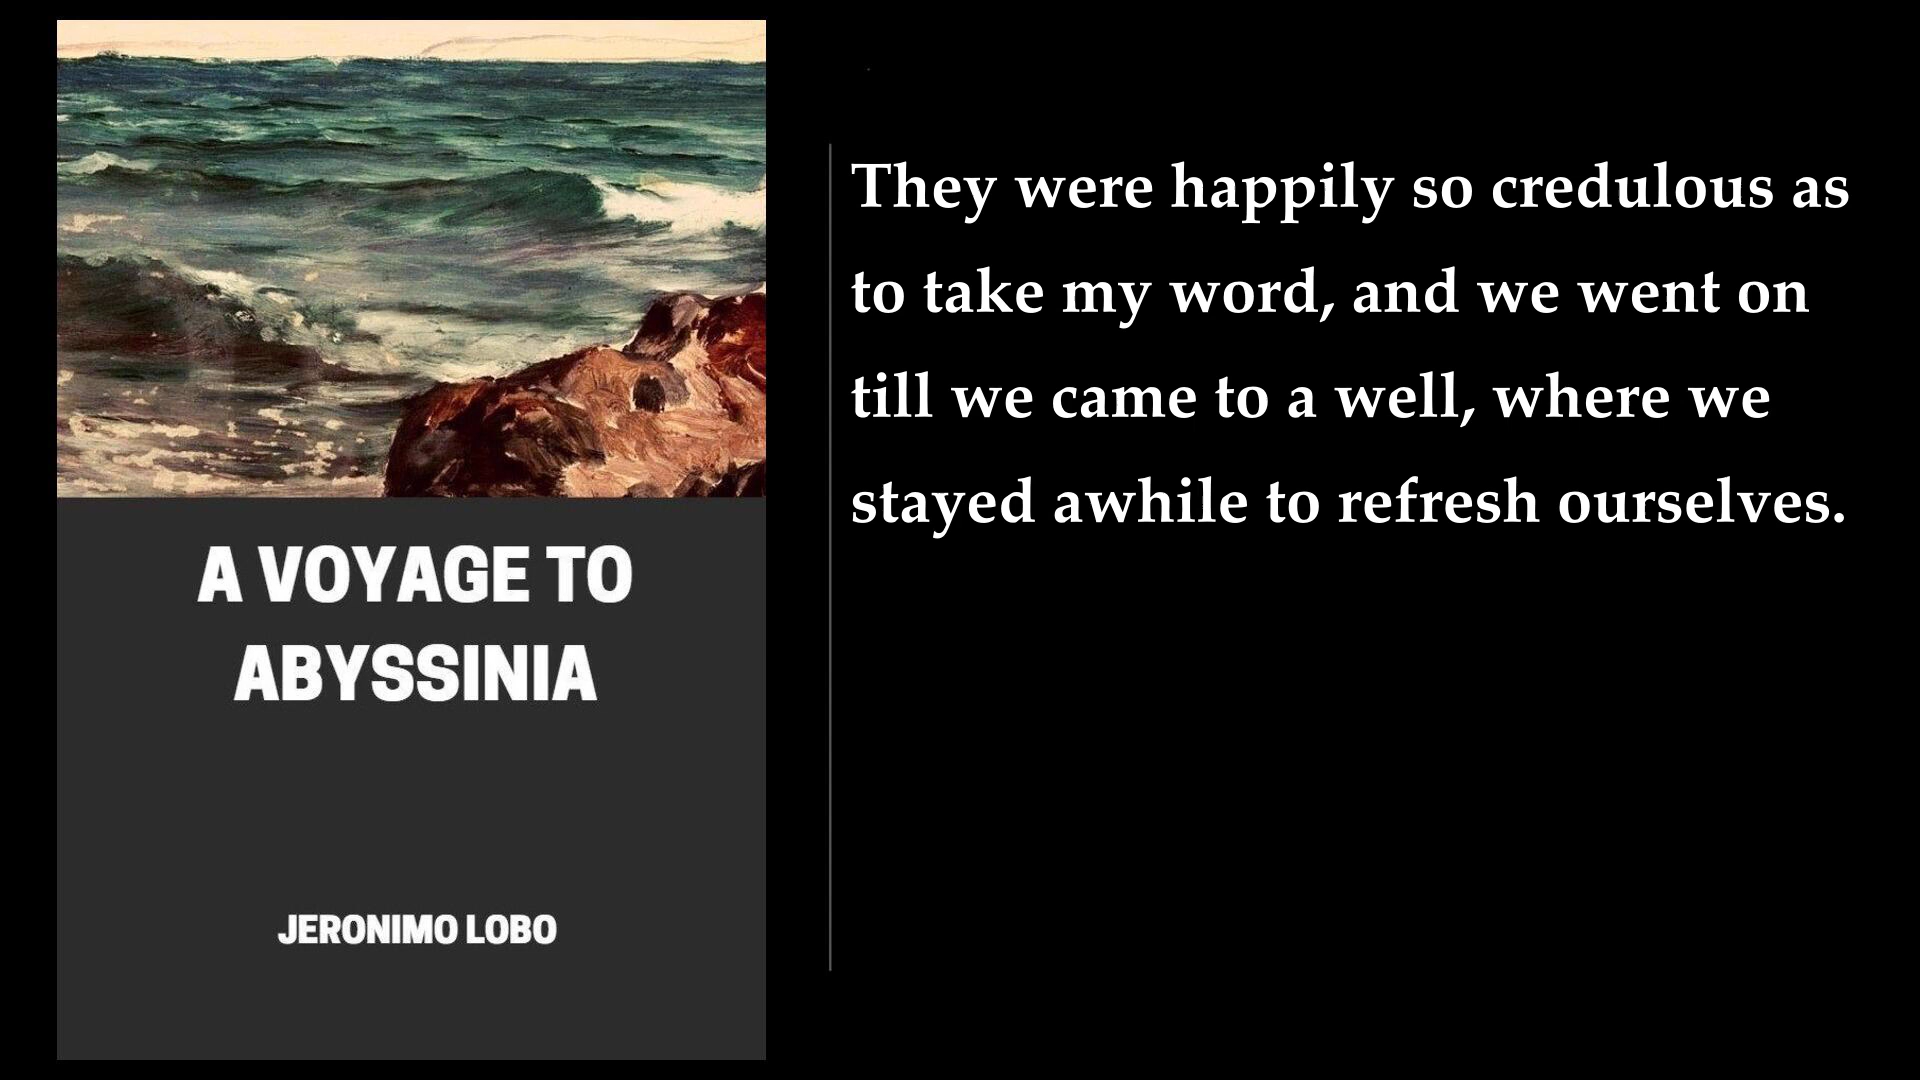 A VOYAGE TO
ABYSSINIA
JERONIMO LOBO
They were happily so credulous as
to take my word, and we went on
till we came to a well, where we
stayed awhile to refresh ourselves.